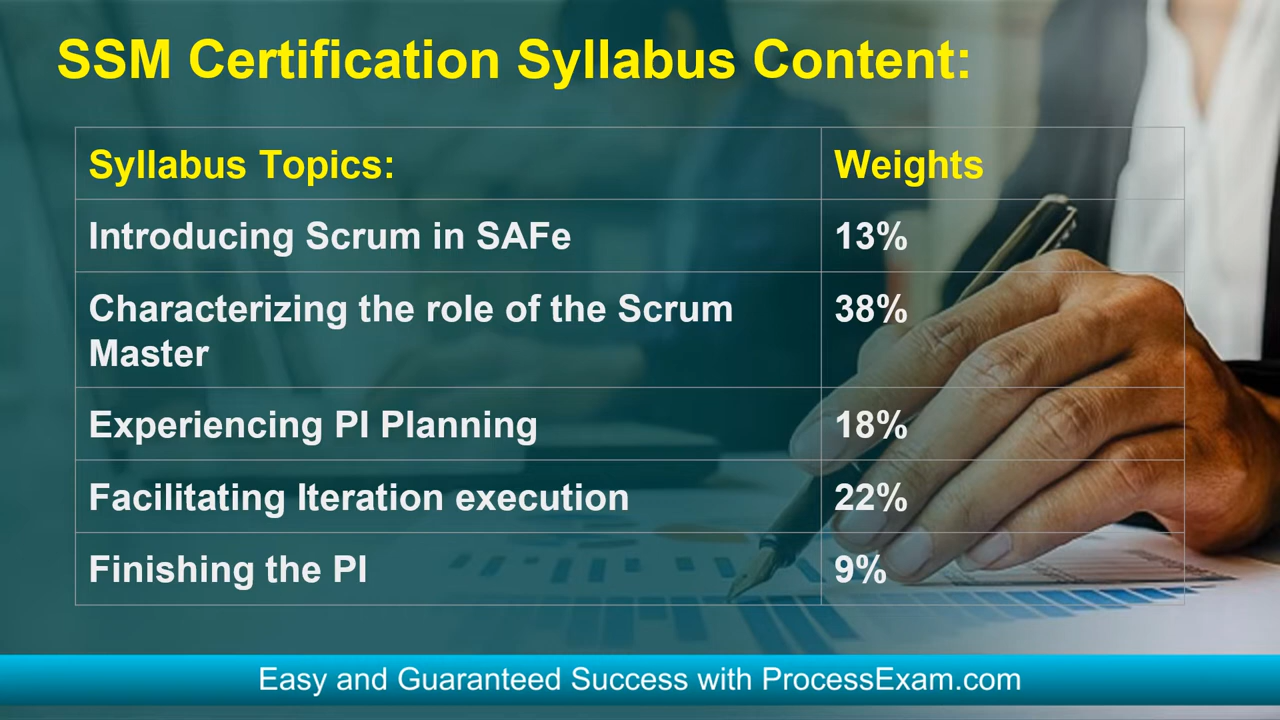 SSM Certification Syllabus Content:
Syllabus Topics: Weights
Introducing Scrum in SAFe 13%
Characterizing the role of the Scrum 38%
Master
Experiencing PI Planning 18%
Facilitating Iteration execution 22%
Finishing the PI 9%
Easy and Guaranteed Success with ProcessExam.com